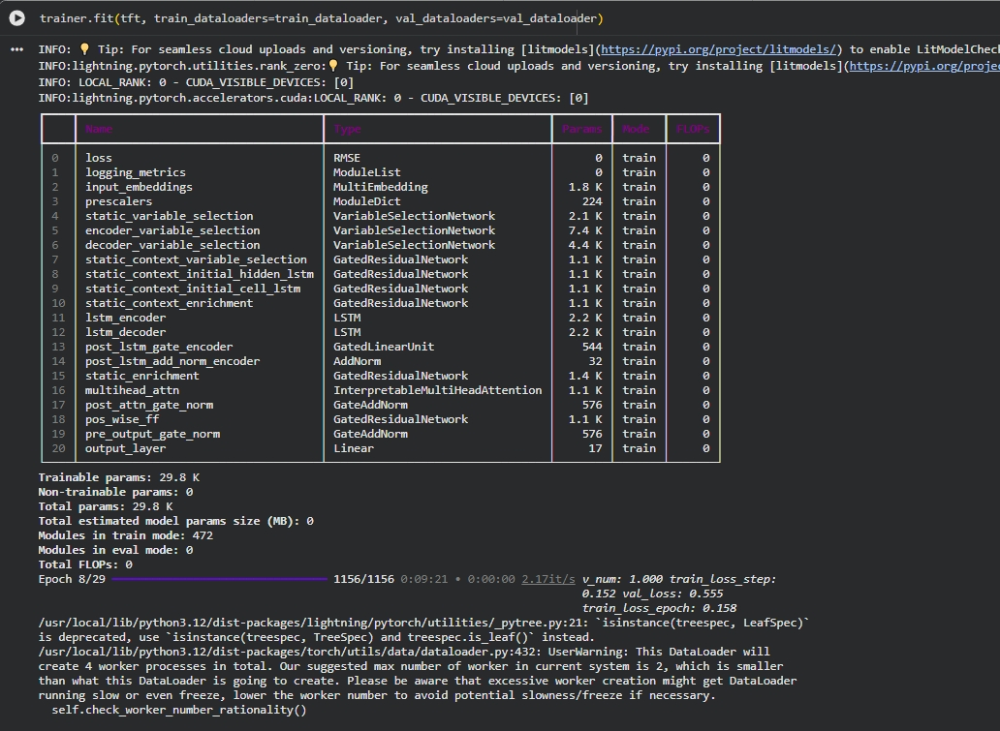 trainer.fit(tft, train_dataloaders=train_dataloader, val_dataloaders=val_dataloader)
INFO: 💡 Tip: For seamless cloud uploads and versioning, try installing [litmodels](https://pypi.org/project/litmodels/) to enable LitModelChec
INFO:lightning.pytorch.utilities.rank_zero:💡 Tip: For seamless cloud uploads and versioning, try installing [litmodels](https://pypi.org/projec
INFO: LOCAL_RANK: 0 - CUDA_VISIBLE_DEVICES: [0]
INFO:lightning.pytorch.accelerators.cuda:LOCAL_RANK: 0 - CUDA_VISIBLE_DEVICES: [0]
Name Type Params Mode FLOPs
0 loss RMSE 0 train 0
1 logging_metrics ModuleList 0 train 0
2 input_embeddings MultiEmbedding 1.8 K train 0
3 prescalers ModuleDict 224 train 0
4 static_variable_selection VariableSelectionNetwork 2.1 K train 0
5 encoder_variable_selection VariableSelectionNetwork 7.4 K train 0
6 decoder_variable_selection VariableSelectionNetwork 4.4 K train 0
7 static_context_variable_selection GatedResidualNetwork 1.1 K train 0
8 static_context_initial_hidden_lstm GatedResidualNetwork 1.1 K train 0
9 static_context_initial_cell_lstm GatedResidualNetwork 1.1 K train 0
10 static_context_enrichment GatedResidualNetwork 1.1 K train 0
11 lstm_encoder LSTM 2.2 K train 0
12 lstm_decoder LSTM 2.2 K train 0
13 post_lstm_gate_encoder GatedLinearUnit 544 train 0
14 post_lstm_add_norm_encoder AddNorm 32 train 0
15 static_enrichment GatedResidualNetwork 1.4 K train 0
16 multihead_attn InterpretableMultiHeadAttention 1.1 K train 0
17 post_attn_gate_norm GateAddNorm 576 train 0
18 pos_wise_ff GatedResidualNetwork 1.1 K train 0
19 pre_output_gate_norm GateAddNorm 576 train 0
20 output_layer Linear 17 train 0
Trainable params: 29.8 K
Non-trainable params: 0
Total params: 29.8 K
Total estimated model params size (MB): 0
Modules in train mode: 472
Modules in eval mode: 0
Total FLOPs: 0
Epoch 8/29 1156/1156 0:09:21 • 0:00:00 2.17it/s v_num: 1.000 train_loss_step:
0.152 val_loss: 0.555
train_loss_epoch: 0.158
/usr/local/lib/python3.12/dist-packages/lightning/pytorch/utilities/_pytree.py:21: `isinstance(treespec, LeafSpec)`
is deprecated, use `isinstance(treespec, TreeSpec) and treespec.is_leaf()` instead.
/usr/local/lib/python3.12/dist-packages/torch/utils/data/dataloader.py:432: UserWarning: This DataLoader will
create 4 worker processes in total. Our suggested max number of worker in current system is 2, which is smaller
than what this DataLoader is going to create. Please be aware that excessive worker creation might get DataLoader
running slow or even freeze, lower the worker number to avoid potential slowness/freeze if necessary.
self.check_worker_number_rationality()